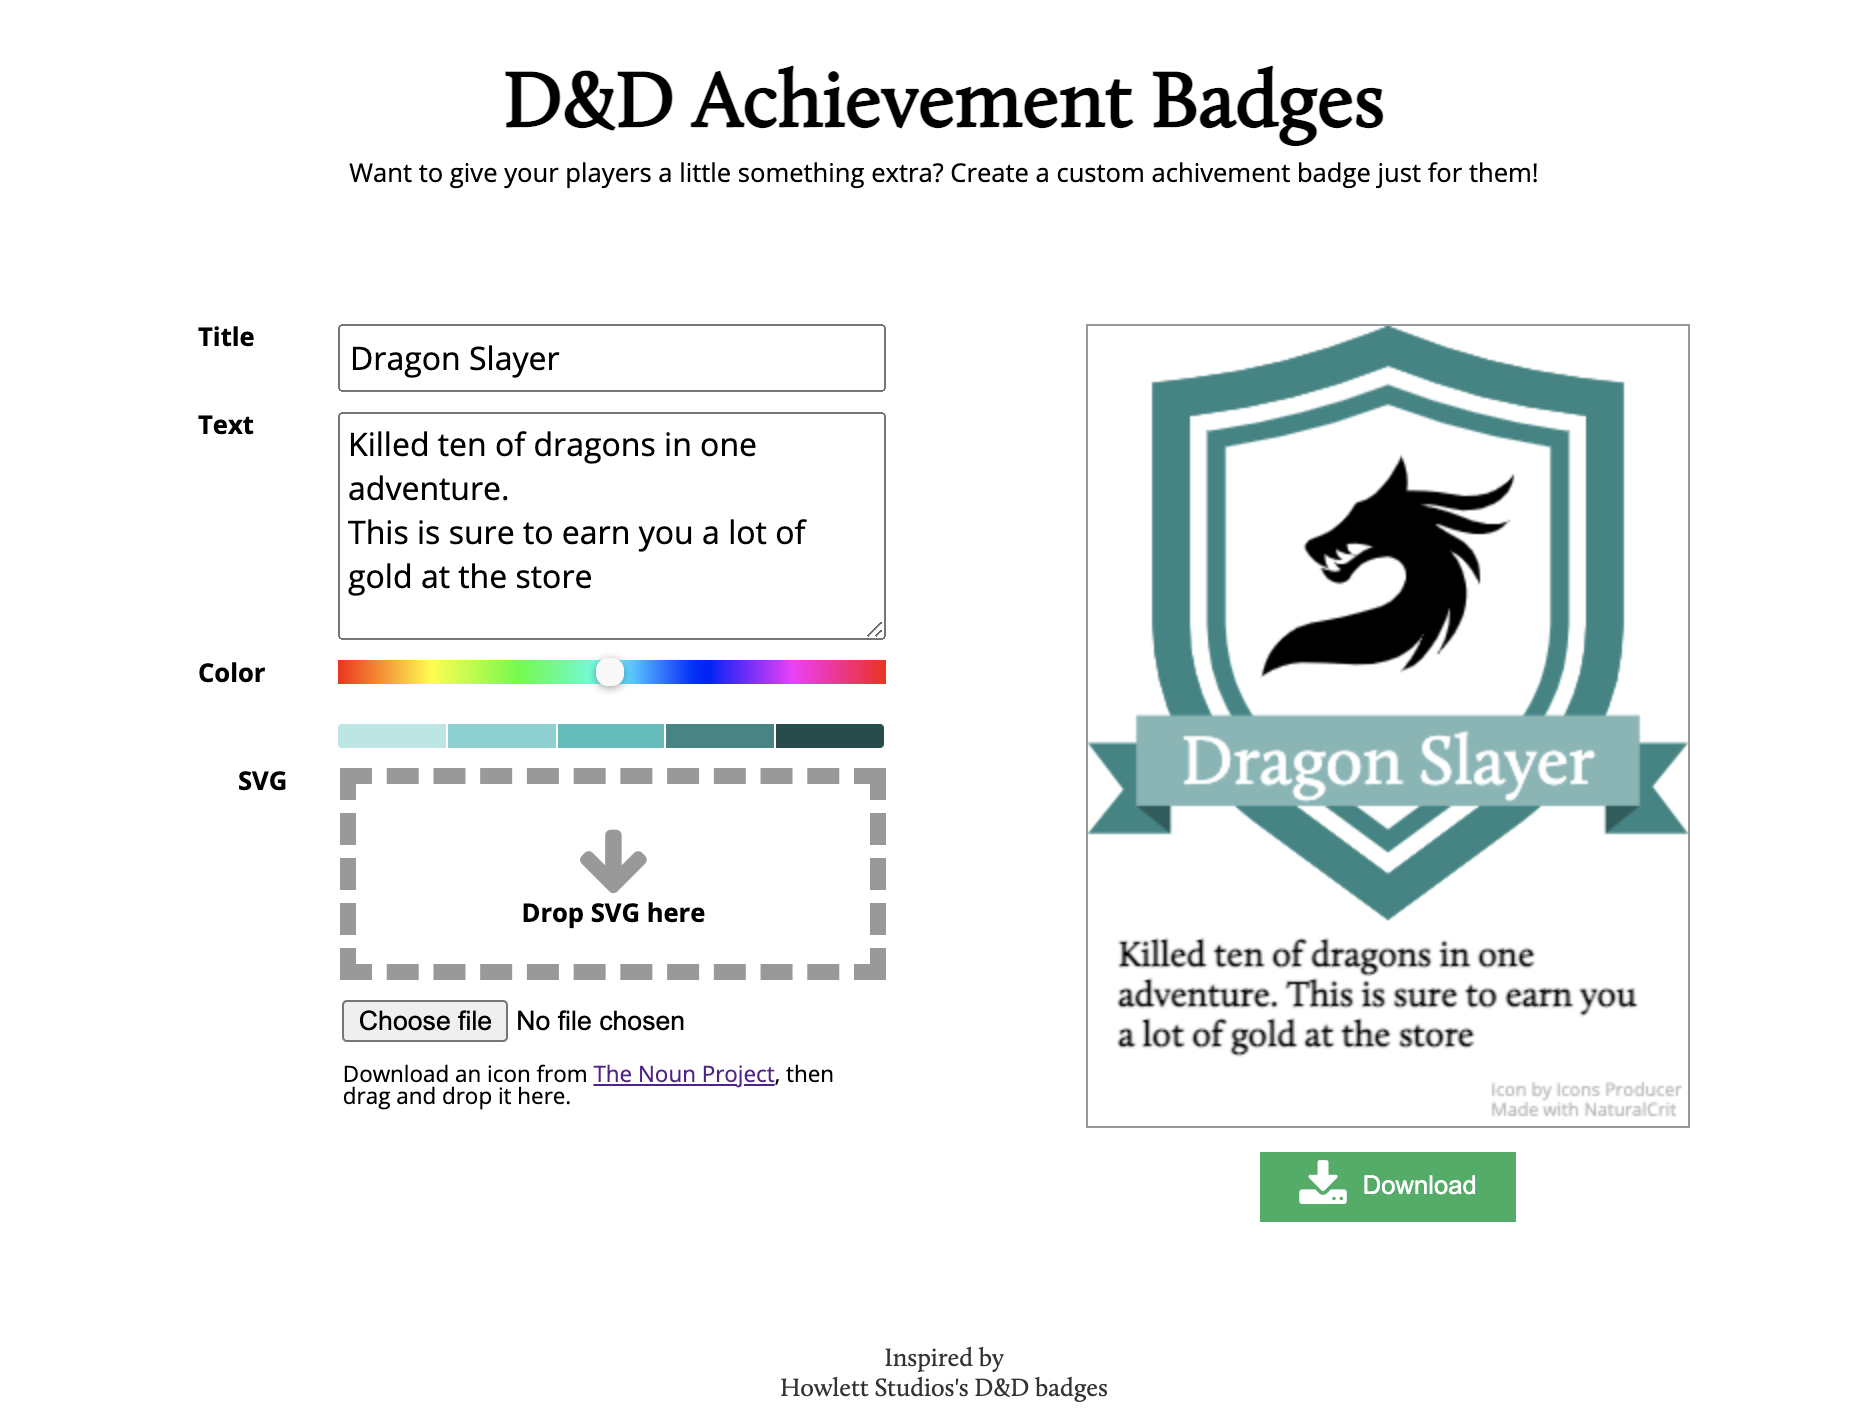 D&D Achievement Badges
Want to give your players a little something extra? Create a custom achivement badge just for them!
Title
Dragon Slayer
Text
Killed ten of dragons in one
adventure.
This is sure to earn you a lot of
gold at the store
Color
SVG
Drop SVG here
Choose file No file chosen
Download an icon from The Noun Project, then
drag and drop it here.
Dragon Slayer
Killed ten of dragons in one
adventure. This is sure to earn you
a lot of gold at the store
Icon by Icons Producer
Made with NaturalCrit
Download
Inspired by
Howlett Studios's D&D badges